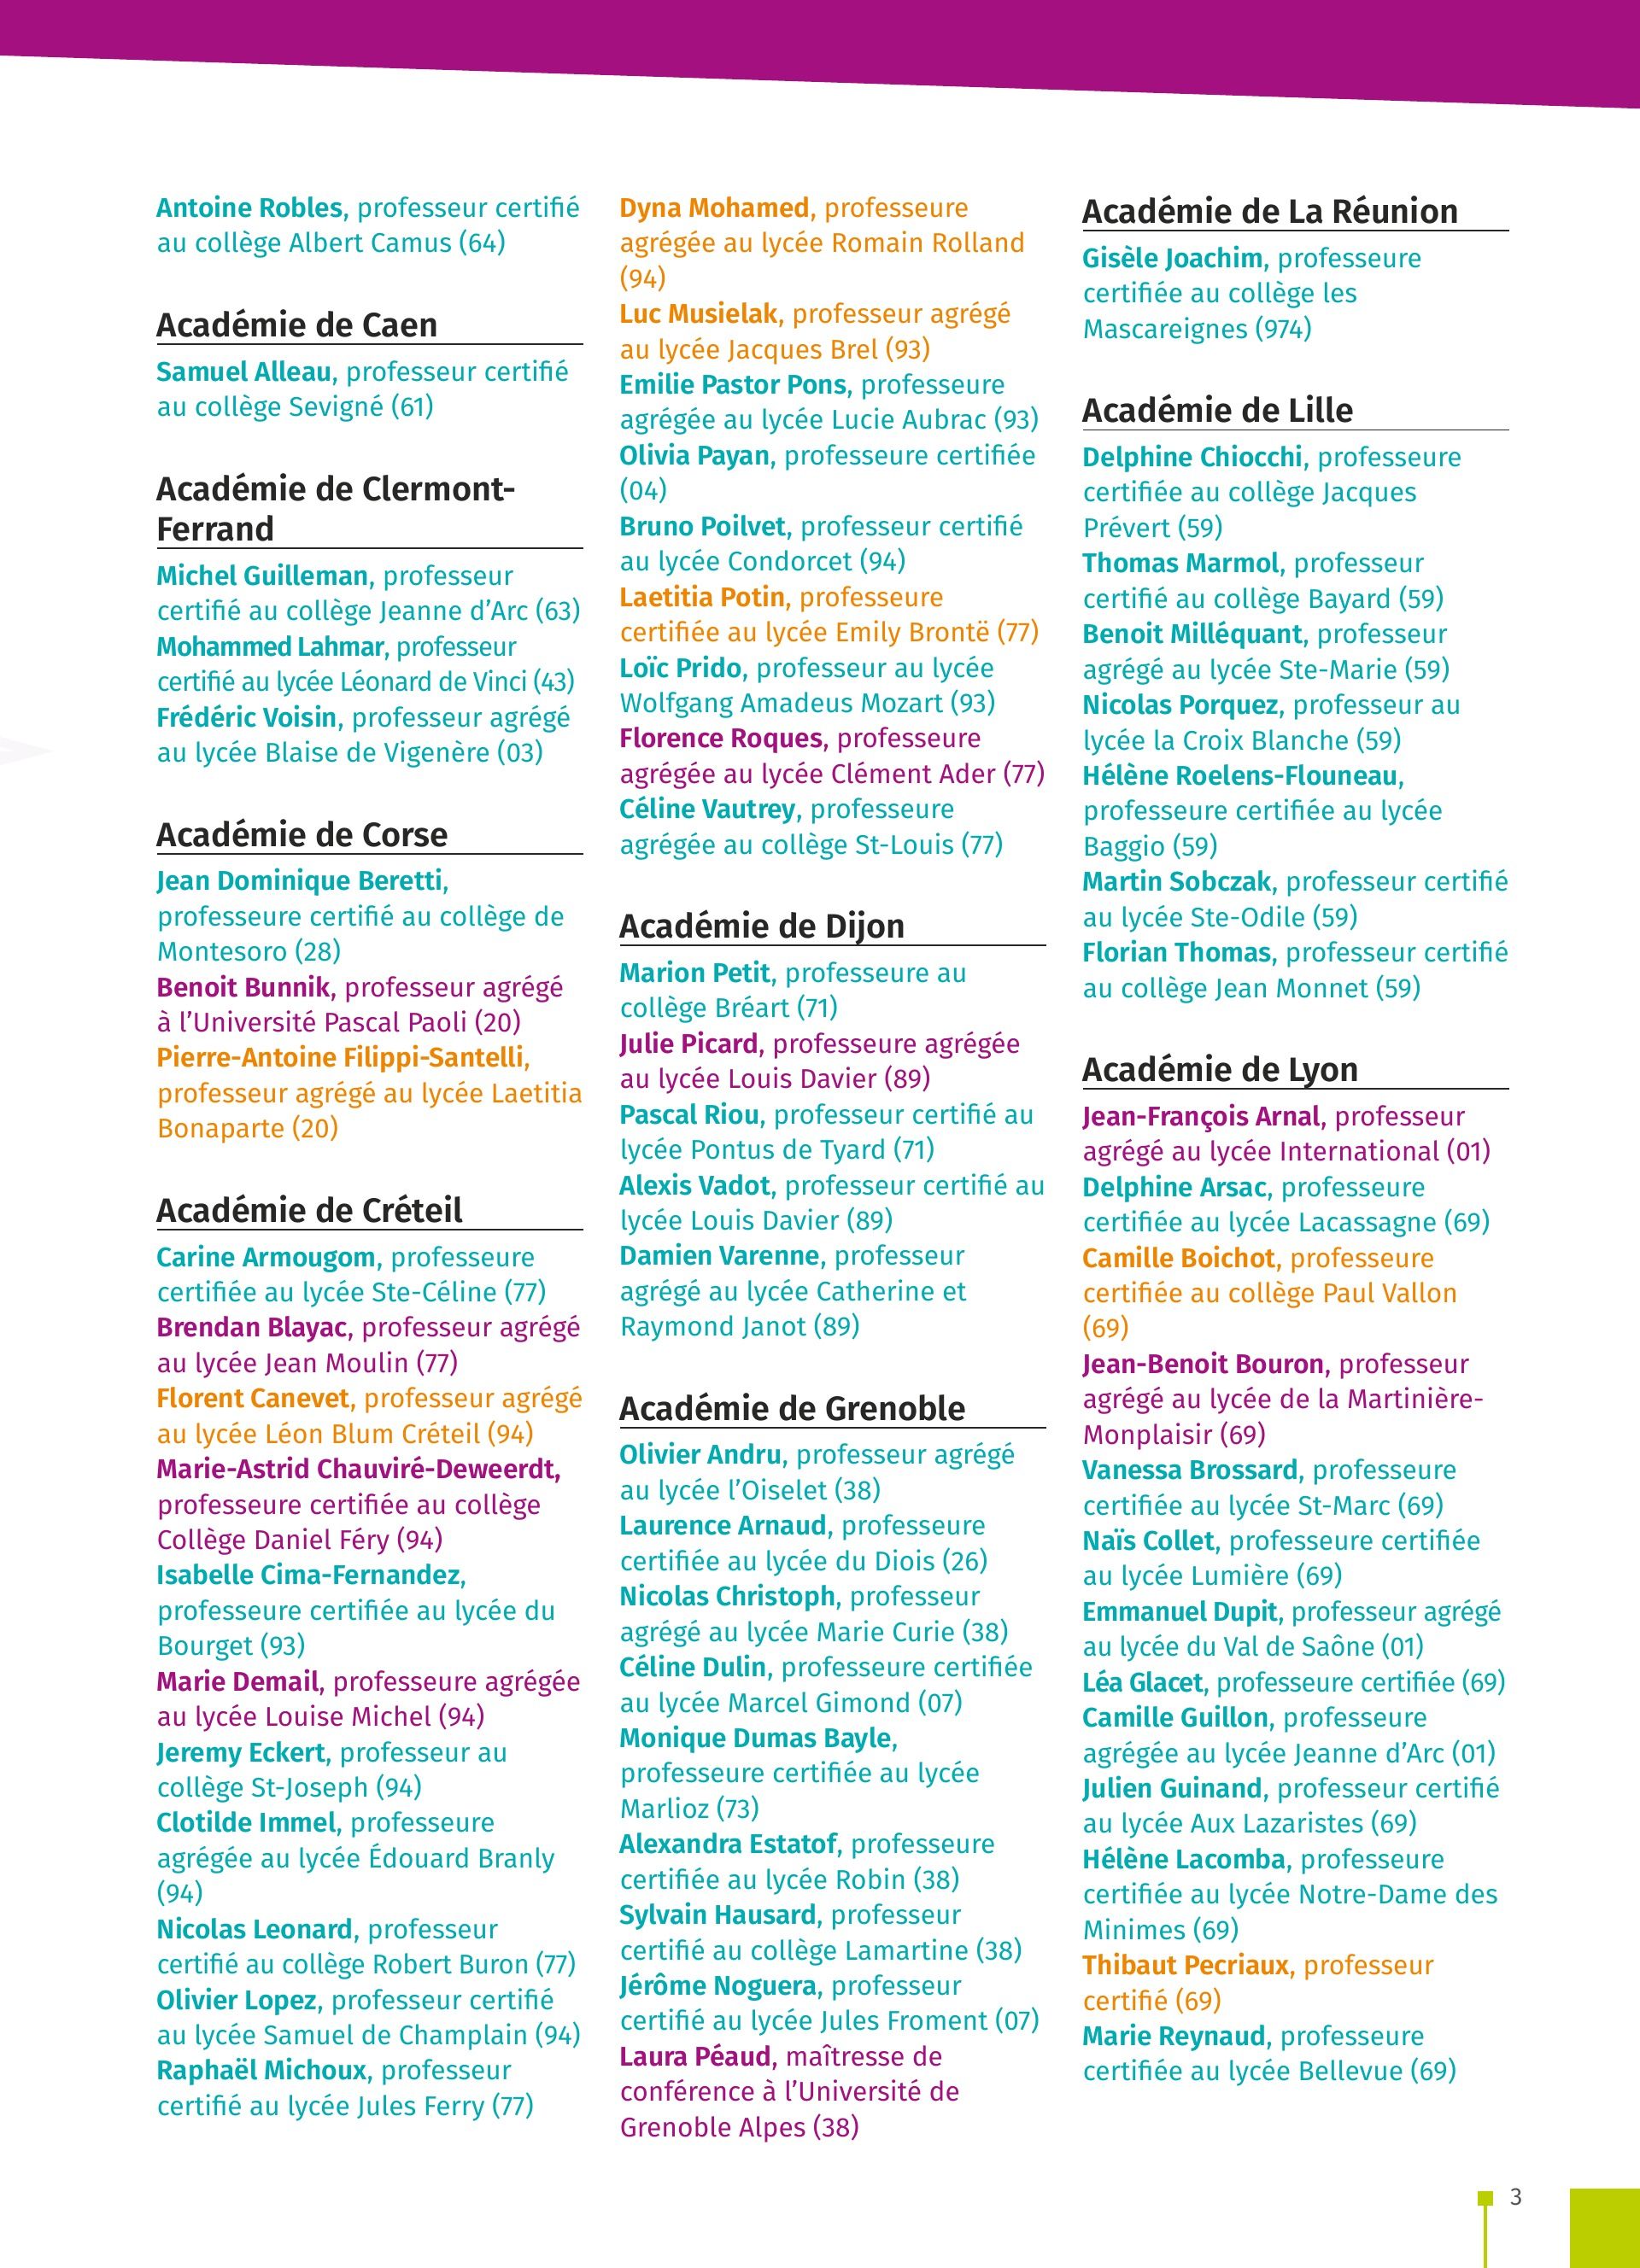 Antoine Robles, professeur certifié
au collège Albert Camus (64)
Académie de Caen
Samuel Alleau, professeur certifié
au collège Sevigné (61)
Académie de Clermont-
Ferrand
Michel Guilleman, professeur
certifié au collège Jeanne d’Arc (63)
Mohammed Lahmar, professeur
certifié au lycée Léonard de Vinci (43)
Frédéric Voisin, professeur agrégé
au lycée Blaise de Vigenère (03)
Académie de Corse
Jean Dominique Beretti,
professeure certifié au collège de
Montesoro (28)
Benoit Bunnik, professeur agrégé
à l’Université Pascal Paoli (20)
Pierre-Antoine Filippi-Santelli,
professeur agrégé au lycée Laetitia
Bonaparte (20)
Académie de Créteil
Carine Armougom, professeure
certifiée au lycée Ste-Céline (77)
Brendan Blayac, professeur agrégé
au lycée Jean Moulin (77)
Florent Canevet, professeur agrégé
au lycée Léon Blum Créteil (94)
Marie-Astrid Chauviré-Deweerdt,
professeure certifiée au collège
Collège Daniel Féry (94)
Isabelle Cima-Fernandez,
professeure certifiée au lycée du
Bourget (93)
Marie Demail, professeure agrégée
au lycée Louise Michel (94)
Jeremy Eckert, professeur au
collège St-Joseph (94)
Clotilde Immel, professeure
agrégée au lycée Édouard Branly
(94)
Nicolas Leonard, professeur
certifié au collège Robert Buron (77)
Olivier Lopez, professeur certifié
au lycée Samuel de Champlain (94)
Raphaël Michoux, professeur
certifié au lycée Jules Ferry (77)
Dyna Mohamed, professeure
agrégée au lycée Romain Rolland
(94)
Luc Musielak, professeur agrégé
au lycée Jacques Brel (93)
Emilie Pastor Pons, professeure
agrégée au lycée Lucie Aubrac (93)
Olivia Payan, professeure certifiée
(04)
Bruno Poilvet, professeur certifié
au lycée Condorcet (94)
Laetitia Potin, professeure
certifiée au lycée Emily Brontë (77)
Loïc Prido, professeur au lycée
Wolfgang Amadeus Mozart (93)
Florence Roques, professeure
agrégée au lycée Clément Ader (77)
Céline Vautrey, professeure
agrégée au collège St-Louis (77)
Académie de Dijon
Marion Petit, professeure au
collège Bréart (71)
Julie Picard, professeure agrégée
au lycée Louis Davier (89)
Pascal Riou, professeur certifié au
lycée Pontus de Tyard (71)
Alexis Vadot, professeur certifié au
lycée Louis Davier (89)
Damien Varenne, professeur
agrégé au lycée Catherine et
Raymond Janot (89)
Académie de Grenoble
Olivier Andru, professeur agrégé
au lycée l’Oiselet (38)
Laurence Arnaud, professeure
certifiée au lycée du Diois (26)
Nicolas Christoph, professeur
agrégé au lycée Marie Curie (38)
Céline Dulin, professeure certifiée
au lycée Marcel Gimond (07)
Monique Dumas Bayle,
professeure certifiée au lycée
Marlioz (73)
Alexandra Estatof, professeure
certifiée au lycée Robin (38)
Sylvain Hausard, professeur
certifié au collège Lamartine (38)
Jérôme Noguera, professeur
certifié au lycée Jules Froment (07)
Laura Péaud, maîtresse de
conférence à l’Université de
Grenoble Alpes (38)
Académie de La Réunion
Gisèle Joachim, professeure
certifiée au collège les
Mascareignes (974)
Académie de Lille
Delphine Chiocchi, professeure
certifiée au collège Jacques
Prévert (59)
Thomas Marmol, professeur
certifié au collège Bayard (59)
Benoit Milléquant, professeur
agrégé au lycée Ste-Marie (59)
Nicolas Porquez, professeur au
lycée la Croix Blanche (59)
Hélène Roelens-Flouneau,
professeure certifiée au lycée
Baggio (59)
Martin Sobczak, professeur certifié
au lycée Ste-Odile (59)
Florian Thomas, professeur certifié
au collège Jean Monnet (59)
Académie de Lyon
Jean-François Arnal, professeur
agrégé au lycée International (01)
Delphine Arsac, professeure
certifiée au lycée Lacassagne (69)
Camille Boichot, professeure
certifiée au collège Paul Vallon
(69)
Jean-Benoit Bouron, professeur
agrégé au lycée de la Martinière-
Monplaisir (69)
Vanessa Brossard, professeure
certifiée au lycée St-Marc (69)
Naïs Collet, professeure certifiée
au lycée Lumière (69)
Emmanuel Dupit, professeur agrégé
au lycée du Val de Saône (01)
Léa Glacet, professeure certifiée (69)
Camille Guillon, professeure
agrégée au lycée Jeanne d’Arc (01)
Julien Guinand, professeur certifié
au lycée Aux Lazaristes (69)
Hélène Lacomba, professeure
certifiée au lycée Notre-Dame des
Minimes (69)
Thibaut Pecriaux, professeur
certifié (69)
Marie Reynaud, professeure
certifiée au lycée Bellevue (69)
3